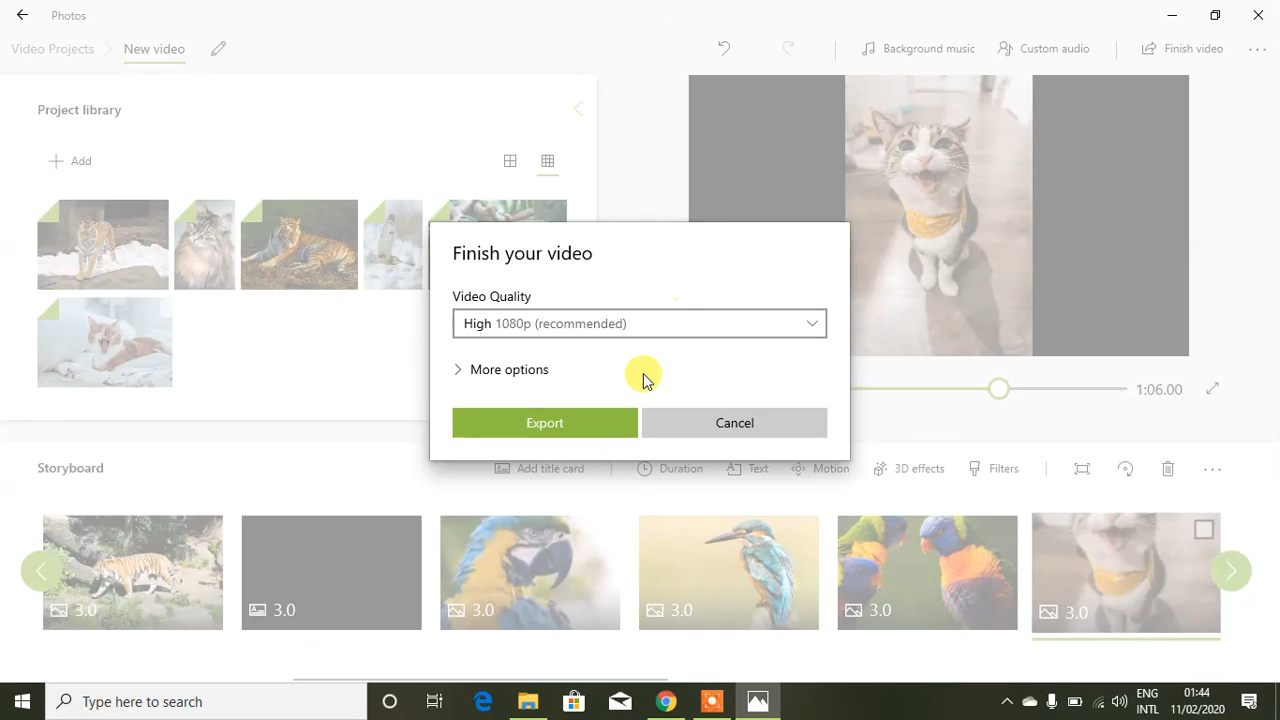 Photos
Video Projects
New video
Background music
Custom audio
Finish video
Project library
Add
Finish your video
Video Quality
High 1080p (recommended)
More options
Export
Cancel
1:06.00
Storyboard
Add title card
Duration
Text
Motion
3D effects
Filters
3.0
3.0
3.0
3.0
3.0
3.0
Type here to search
ENG
INTL
01:44
11/02/2020